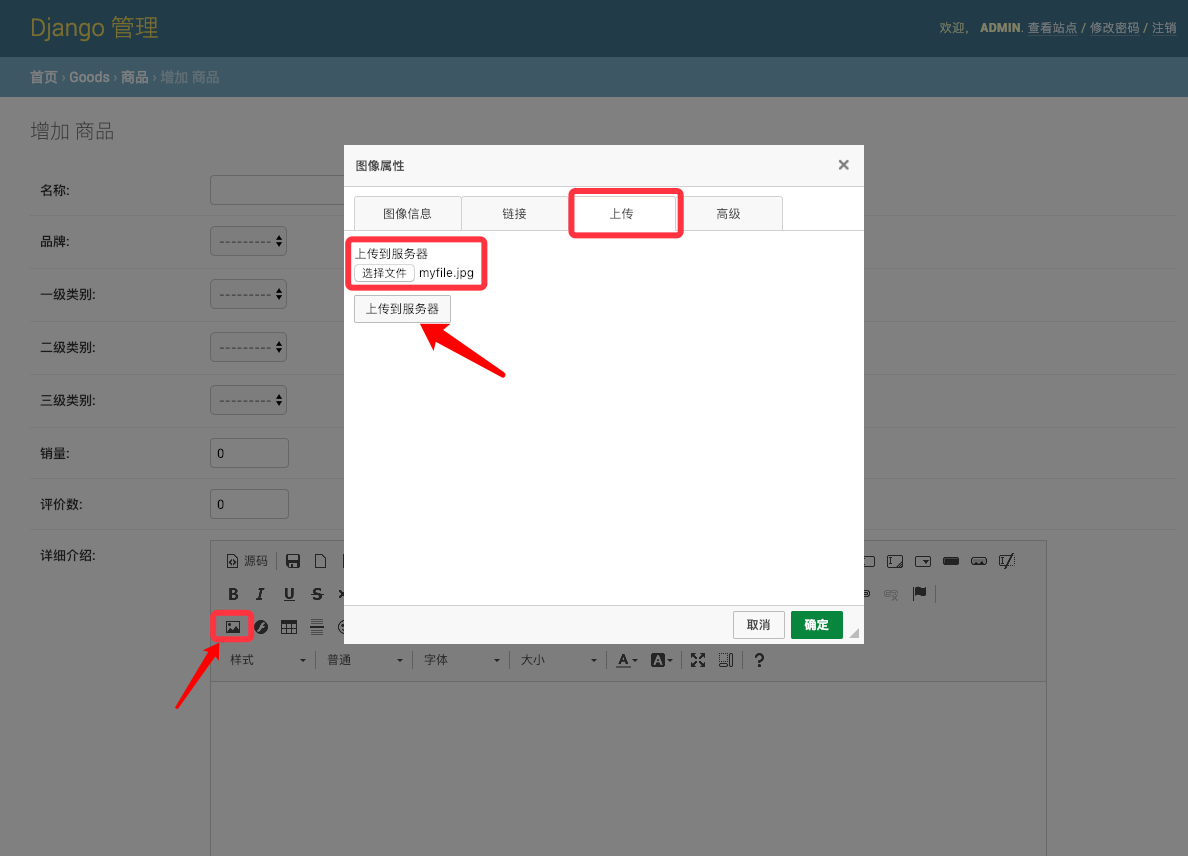 Django 管理
欢迎， ADMIN. 查看站点 / 修改密码 / 注销
首页 › Goods › 商品 › 增加 商品
增加 商品
图像属性
图像信息 链接 上传 高级
上传到服务器
选择文件 myfile.jpg
上传到服务器
取消 确定
名称:
品牌: ---------
一级类别: ---------
二级类别: ---------
三级类别: ---------
销量: 0
评价数: 0
详细介绍:
源码
B I U S
样式 普通 字体 大小 A A ?